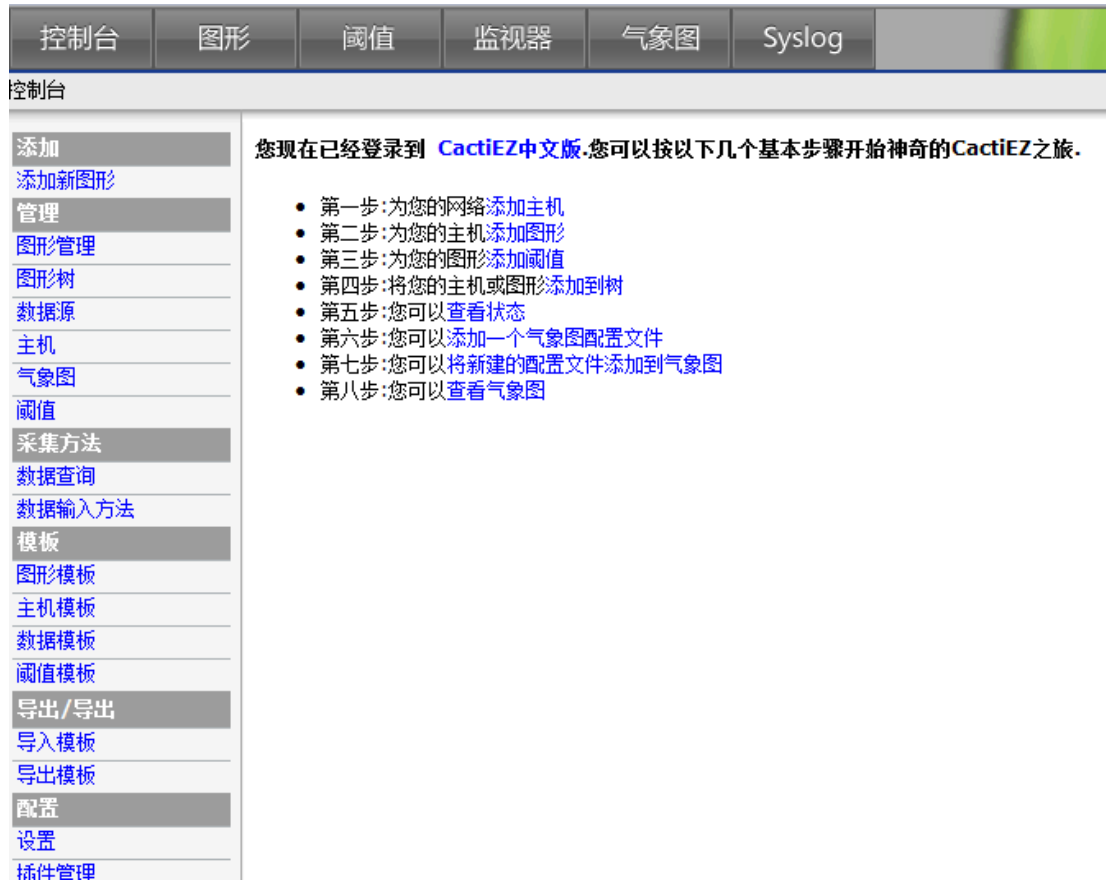 控制台 图形 阈值 监视器 气象图 Syslog
控制台
添加
添加新图形
管理
图形管理
图形树
数据源
主机
气象图
阈值
采集方法
数据查询
数据输入方法
模板
图形模板
主机模板
数据模板
阈值模板
导出/导出
导入模板
导出模板
配置
设置
插件管理
您现在已经登录到 CactiEZ中文版.您可以按以下几个基本步骤开始神奇的CactiEZ之旅.
• 第一步:为您的网络添加主机
• 第二步:为您的主机添加图形
• 第三步:为您的图形添加阈值
• 第四步:将您的主机或图形添加到树
• 第五步:您可以查看状态
• 第六步:您可以添加一个气象图配置文件
• 第七步:您可以将新建的配置文件添加到气象图
• 第八步:您可以查看气象图